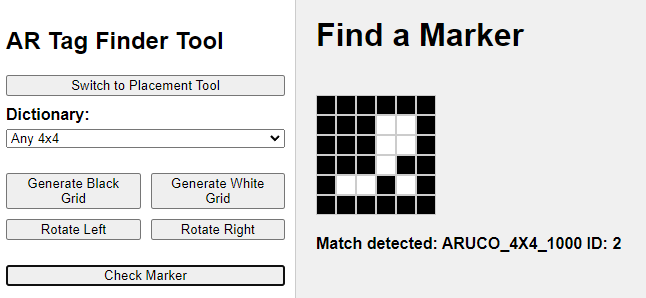 AR Tag Finder Tool
Switch to Placement Tool
Dictionary:
Any 4x4
Generate Black
Grid
Generate White
Grid
Rotate Left
Rotate Right
Check Marker
Find a Marker
Match detected: ARUCO_4X4_1000 ID: 2